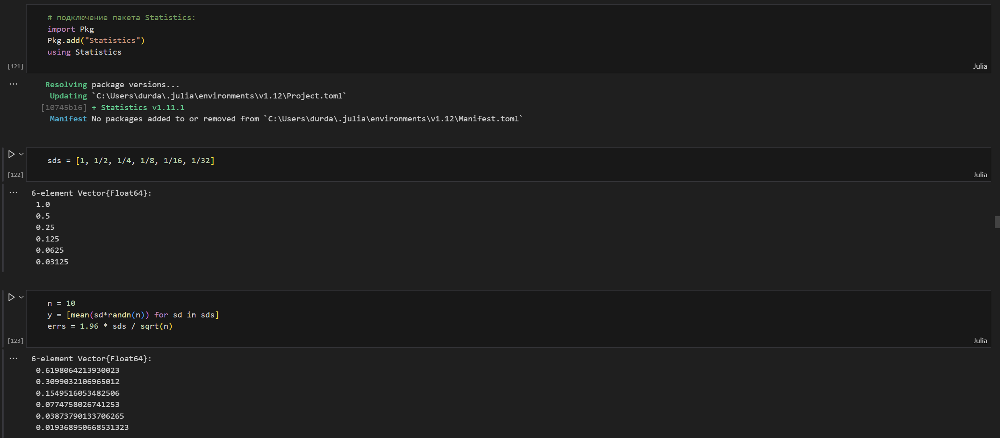 # подключение пакета Statistics:
import Pkg
Pkg.add("Statistics")
using Statistics
[121]
Julia
Resolving package versions...
Updating `C:\Users\durda\.julia\environments\v1.12\Project.toml`
[10745b16] + Statistics v1.11.1
Manifest No packages added to or removed from `C:\Users\durda\.julia\environments\v1.12\Manifest.toml`
sds = [1, 1/2, 1/4, 1/8, 1/16, 1/32]
[122]
Julia
6-element Vector{Float64}:
1.0
0.5
0.25
0.125
0.0625
0.03125
n = 10
y = [mean(sd*randn(n)) for sd in sds]
errs = 1.96 * sds / sqrt(n)
[123]
Julia
6-element Vector{Float64}:
0.6198064213930023
0.3099032106965012
0.1549516053482506
0.0774758026741253
0.03873790133706265
0.019368950668531323